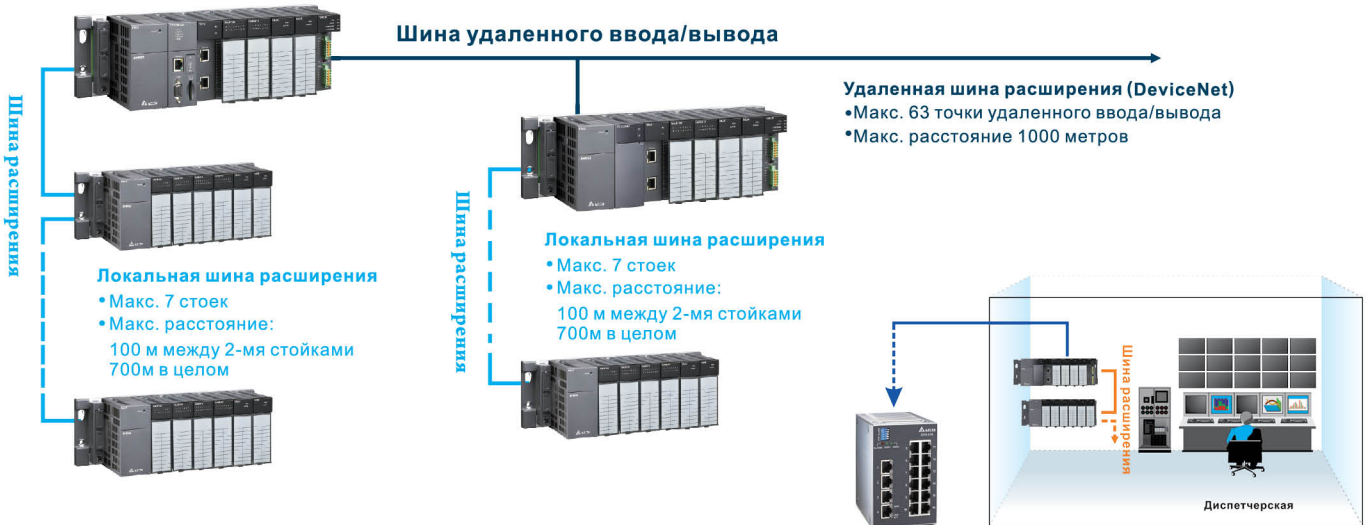 Шина удаленного ввода/вывода
Шина расширения
Удаленная шина расширения (DeviceNet)
•Макс. 63 точки удаленного ввода/вывода
•Макс. расстояние 1000 метров
Локальная шина расширения
• Макс. 7 стоек
• Макс. расстояние:
100 м между 2-мя стойками
700м в целом
Шина расширения
Локальная шина расширения
• Макс. 7 стоек
• Макс. расстояние:
100 м между 2-мя стойками
700м в целом
Шина расширения
Диспетчерская